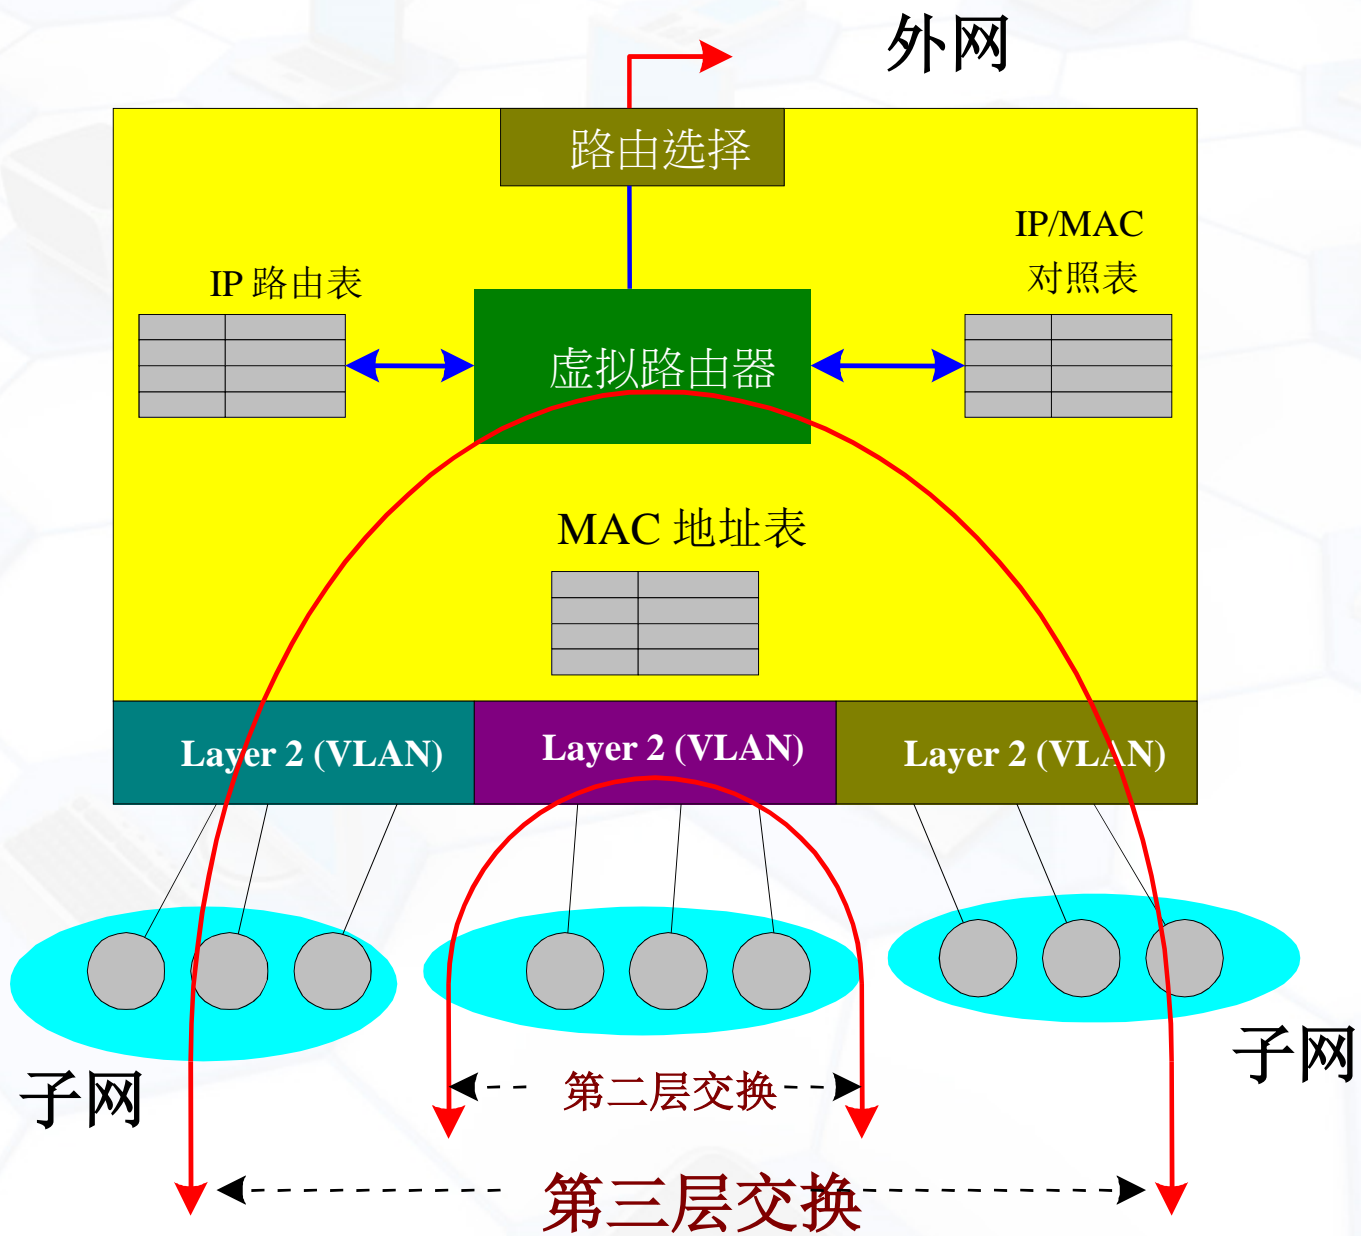 外网
路由选择
IP/MAC
对照表
IP 路由表
虚拟路由器
MAC 地址表
Layer 2 (VLAN)
Layer 2 (VLAN)
Layer 2 (VLAN)
子网
子网
第二层交换
第三层交换